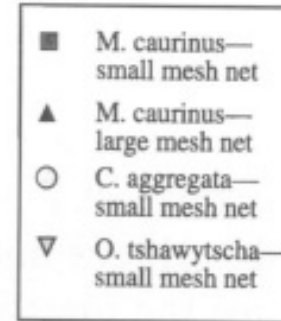 M. caurinus—
small mesh net
M. caurinus—
large mesh net
C. aggregata—
small mesh net
O. tshawytscha—
small mesh net